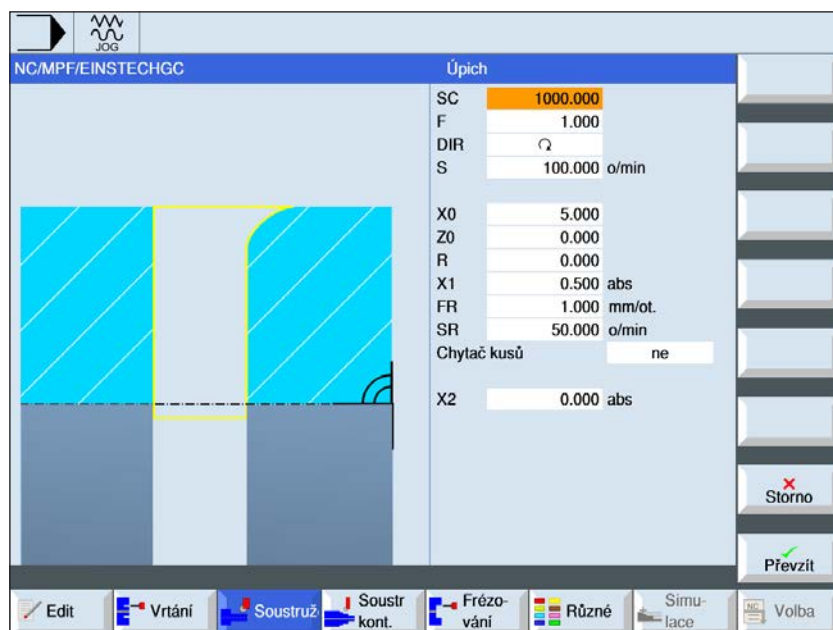 JOG
NC/MPF/EINSTECHGC
Úpich
SC 1000.000
F 1.000
DIR
S 100.000 o/min
X0 5.000
Z0 0.000
R 0.000
X1 0.500 abs
FR 1.000 mm/ot.
SR 50.000 o/min
Chytač kusů ne
X2 0.000 abs
Storno
Převzít
Edit
Vrtání
Soustruž
Soustr
kont.
Frézo-
vání
Různé
Simu-
lace
NC
Volba